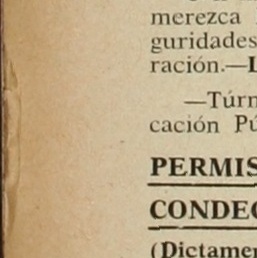 merezca
guridades
ración.—
—Túrn
cación Pú
PERMIS
CONDEC
(Dictamen